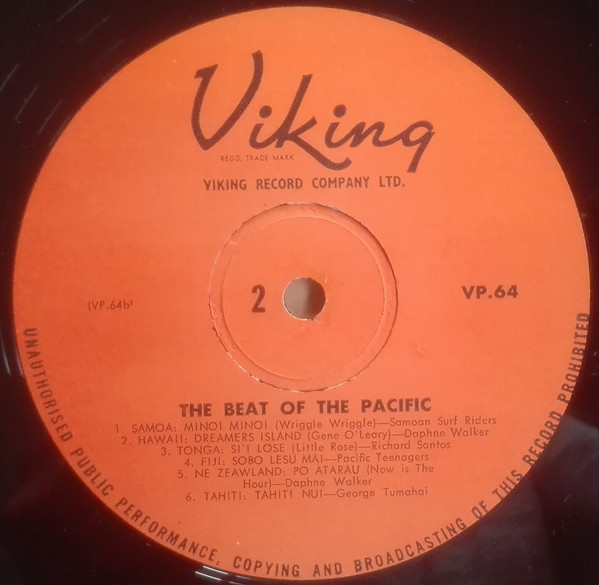 Viking
REGD. TRADE MARK
VIKING RECORD COMPANY LTD.
2
VP.64
(VP.64b)
THE BEAT OF THE PACIFIC
1. SAMOA: MINOI MINOI (Wriggle Wriggle)—Samoan Surf Riders
2. HAWAII: DREAMERS ISLAND (Gene O'Leary)—Daphne Walker
3. TONGA: SI'I LOSE (Little Rose)—Richard Santos
4. FIJI: SOBO LESU MAI—Pacific Teenagers
5. NE ZEAWLAND: PO ATARAU (Now is The
Hour)—Daphne Walker
6. TAHITI: TAHITI NUI—George Tumahai
UNAUTHORISED PUBLIC PERFORMANCE, COPYING AND BROADCASTING OF THIS RECORD PROHIBITED